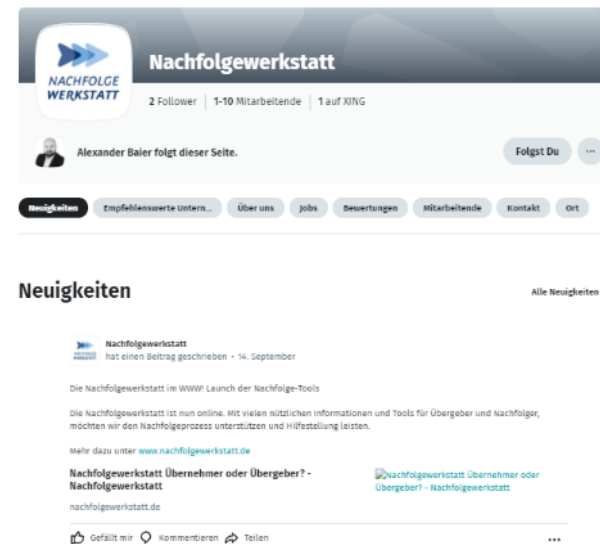 NACHFOLGE
WERKSTATT
Nachfolgewerkstatt
2 Follower | 1-10 Mitarbeitende | 1 auf XING
Alexander Baier folgt dieser Seite.
Folgst Du
...
Neuigkeiten
Empfehlenswerte Untern...
Über uns
Jobs
Bewertungen
Mitarbeitende
Kontakt
Ort
Neuigkeiten
Alle Neuigkeiten
Nachfolgewerkstatt
hat einen Beitrag geschrieben • 14. September
Die Nachfolgewerkstatt im WWW! Launch der Nachfolge-Tools
Die Nachfolgewerkstatt ist nun online. Mit vielen nützlichen Informationen und Tools für Übergeber und Nachfolger,
möchten wir den Nachfolgeprozess unterstützen und Hilfestellung leisten.
Mehr dazu unter www.nachfolgewerkstatt.de
Nachfolgewerkstatt Übernehmer oder Übergeber? -
Nachfolgewerkstatt
nachfolgewerkstatt.de
Nachfolgewerkstatt Übernehmer oder
Übergeber? - Nachfolgewerkstatt
Gefällt mir
Kommentieren
Teilen
...